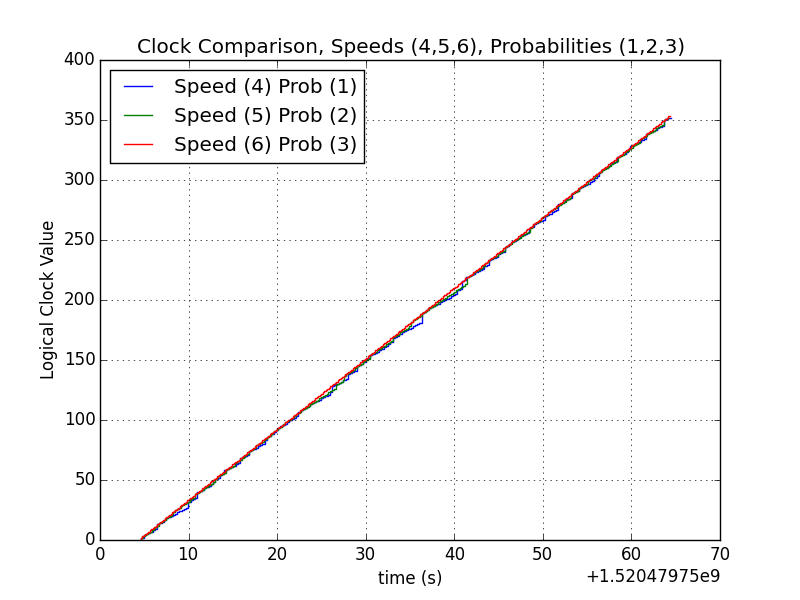 Clock Comparison, Speeds (4,5,6), Probabilities (1,2,3)
Speed (4) Prob (1)
Speed (5) Prob (2)
Speed (6) Prob (3)
Logical Clock Value
400
350
300
250
200
150
100
50
0
0 10 20 30 40 50 60 70
time (s)
+1.52047975e9